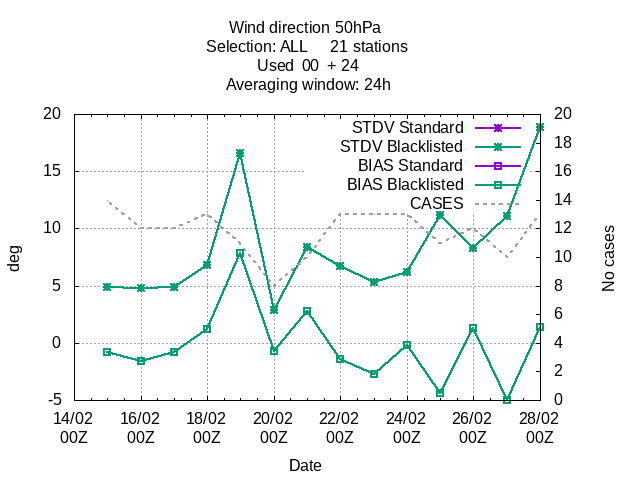 Wind direction 50hPa
Selection: ALL     21 stations
Used  00  + 24
Averaging window: 24h
20 20
STDV Standard
18
STDV Blacklisted
15 16
BIAS Standard
BIAS Blacklisted
14
CASES
10 12
deg
No cases
10
5 8
6
0 4
2
-5 0
14/02 16/02 18/02 20/02 22/02 24/02 26/02 28/02
00Z 00Z 00Z 00Z 00Z 00Z 00Z 00Z
Date